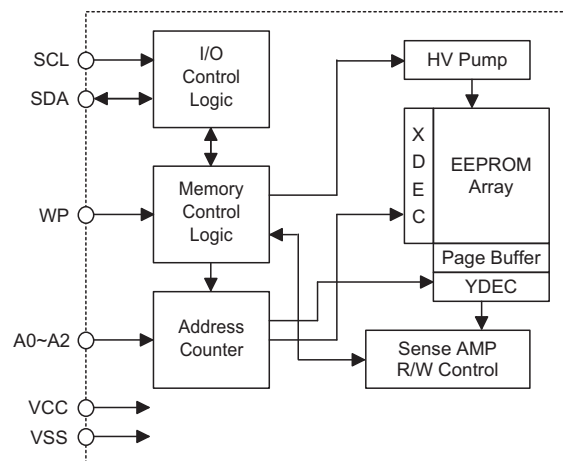 SCL
SDA
WP
A0~A2
VCC
VSS
I/O
Control
Logic
Memory
Control
Logic
Address
Counter
HV Pump
X
D
E
C
EEPROM
Array
Page Buffer
YDEC
Sense AMP
R/W Control